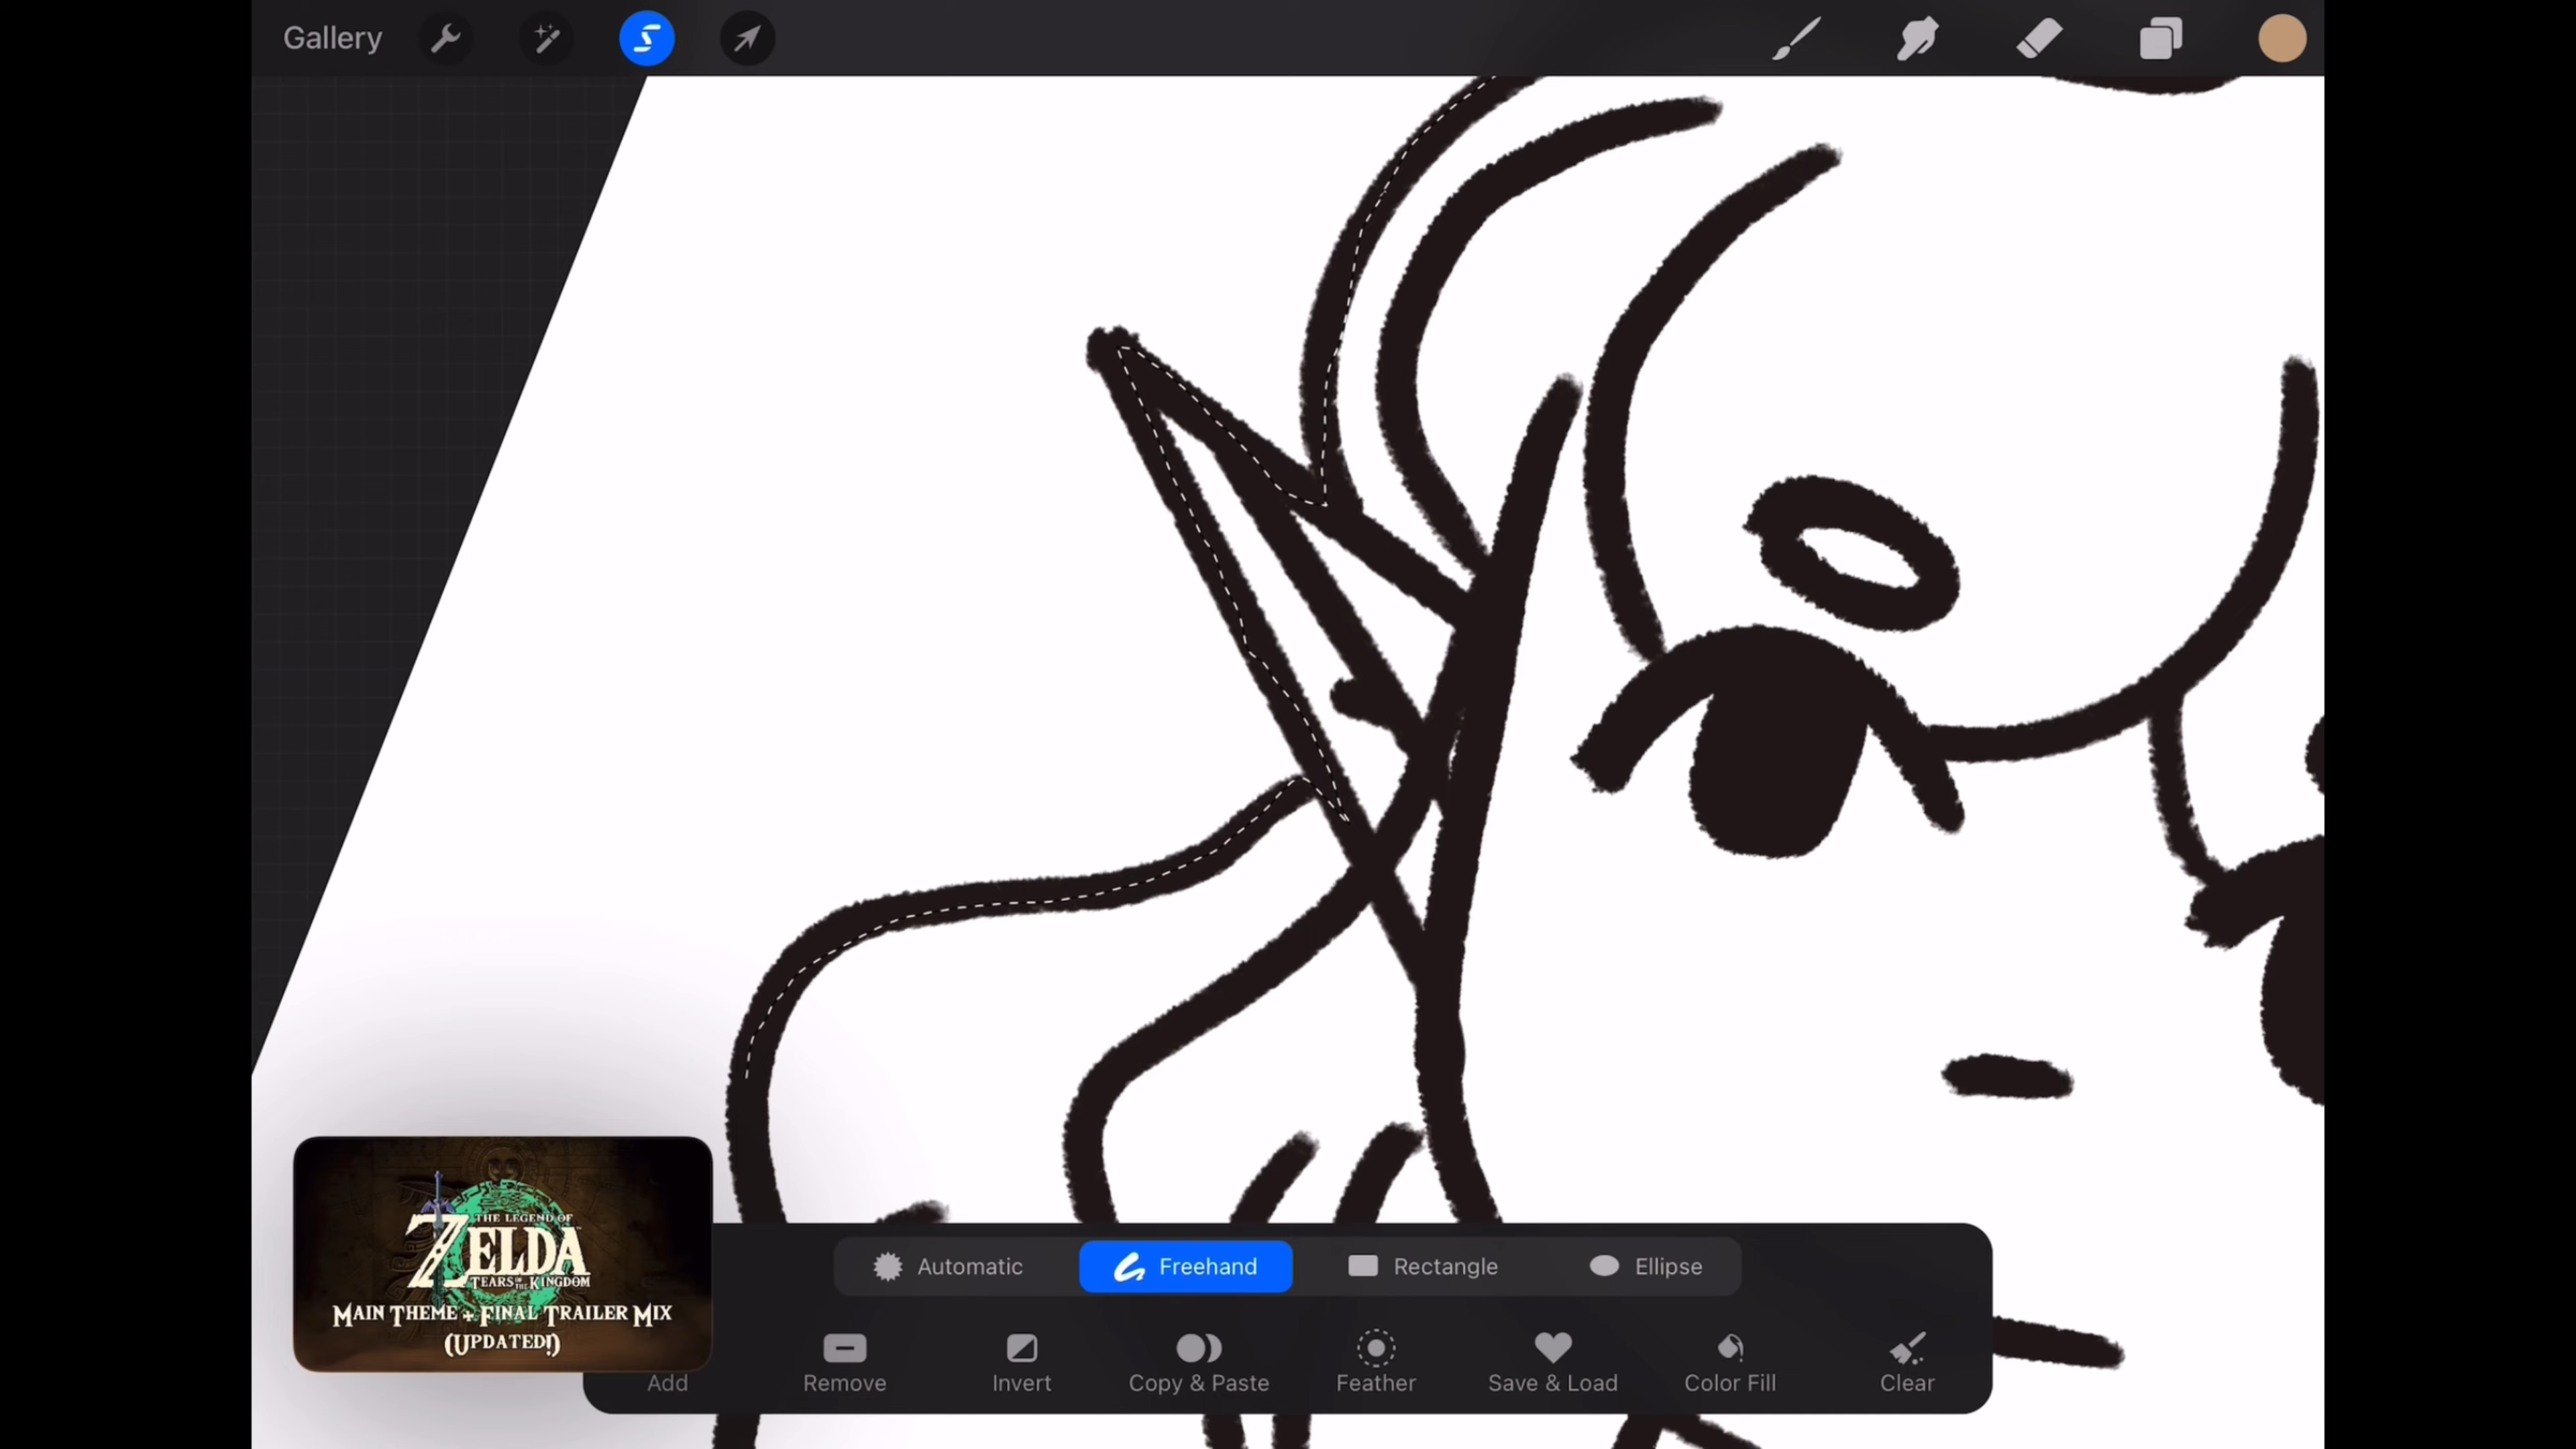 Gallery
THE LEGEND OF
ZELDA
TEARS OF THE KINGDOM
MAIN THEME + FINAL TRAILER MIX
(UPDATED!)
Automatic
Freehand
Rectangle
Ellipse
Add
Remove
Invert
Copy & Paste
Feather
Save & Load
Color Fill
Clear